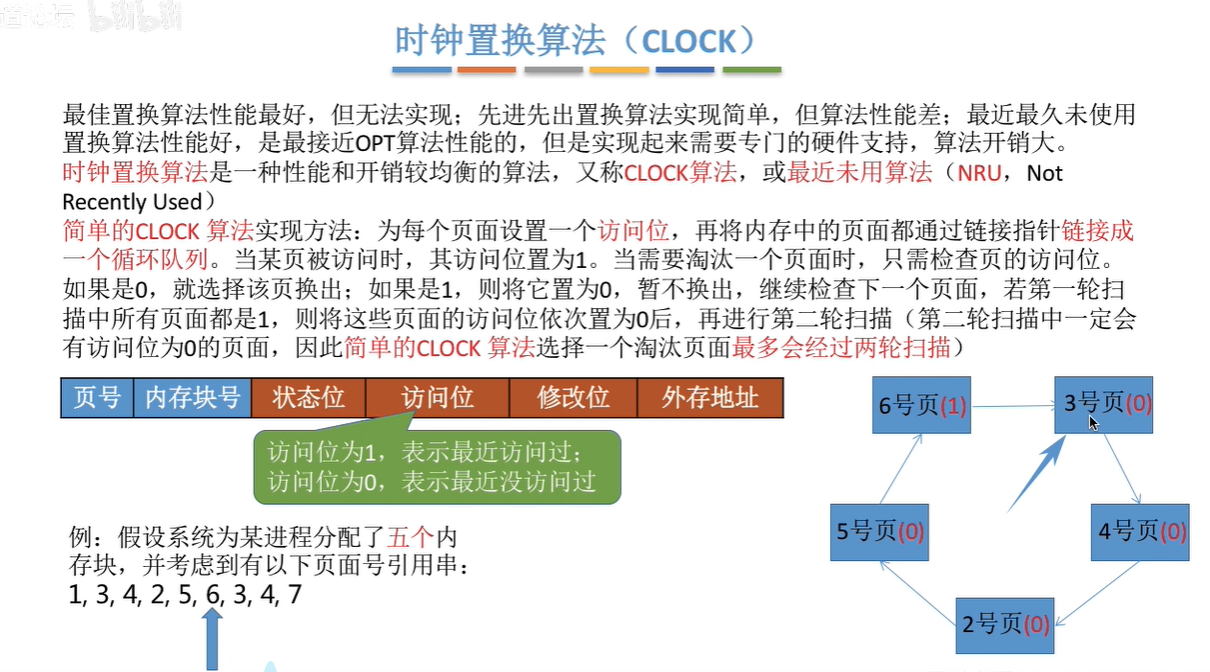 时钟置换算法（CLOCK）
最佳置换算法性能最好，但无法实现；先进先出置换算法实现简单，但算法性能差；最近最久未使用
置换算法性能好，是最接近OPT算法性能的，但是实现起来需要专门的硬件支持，算法开销大。
时钟置换算法是一种性能和开销较均衡的算法，又称CLOCK算法，或最近未用算法（NRU，Not
Recently Used）
简单的CLOCK 算法实现方法：为每个页面设置一个访问位，再将内存中的页面都通过链接指针链接成
一个循环队列。当某页被访问时，其访问位置为1。当需要淘汰一个页面时，只需检查页的访问位。
如果是0，就选择该页换出；如果是1，则将它置为0，暂不换出，继续检查下一个页面，若第一轮扫
描中所有页面都是1，则将这些页面的访问位依次置为0后，再进行第二轮扫描（第二轮扫描中一定会
有访问位为0的页面，因此简单的CLOCK 算法选择一个淘汰页面最多会经过两轮扫描）
页号 内存块号 状态位 访问位 修改位 外存地址
访问位为1，表示最近访问过；
访问位为0，表示最近没访问过
例：假设系统为某进程分配了五个内
存块，并考虑到有以下页面号引用串：
1, 3, 4, 2, 5, 6, 3, 4, 7
6号页(1)
3号页(0)
5号页(0)
4号页(0)
2号页(0)
bilibili